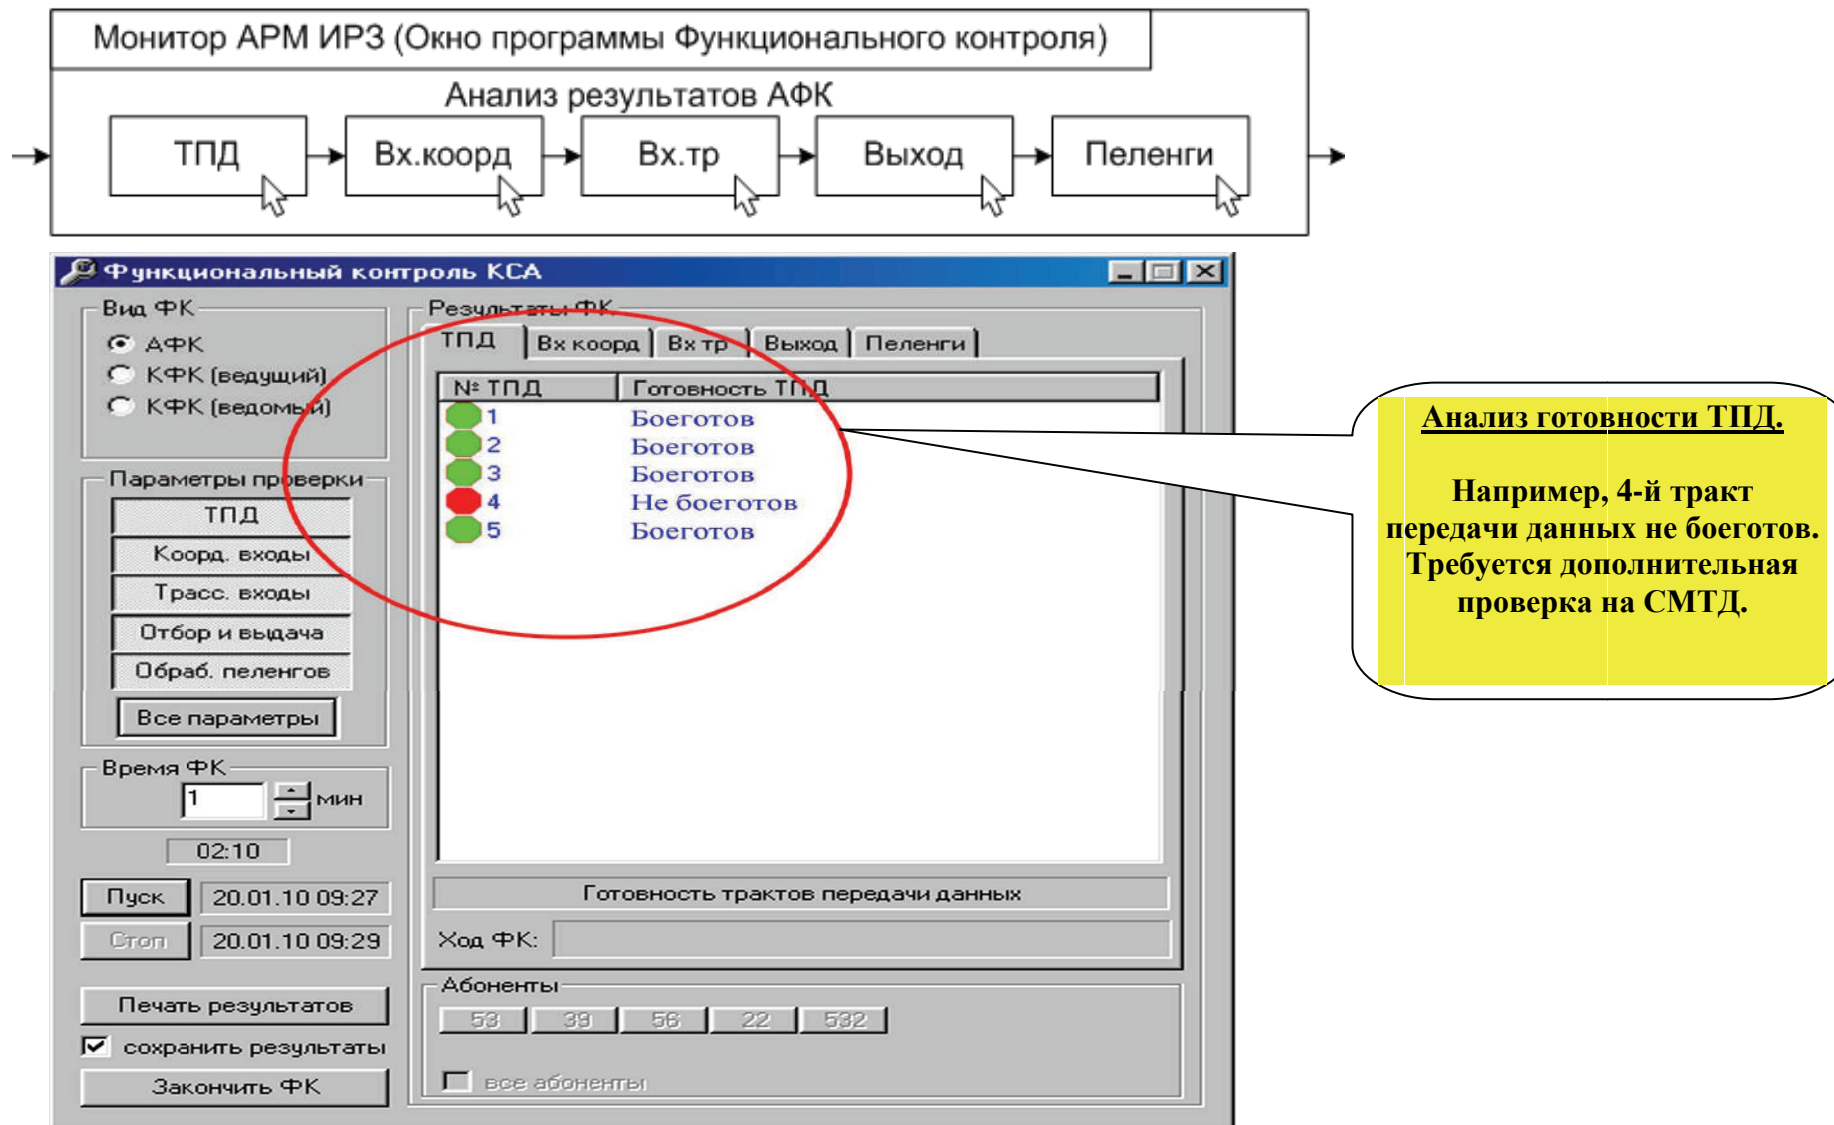 Монитор АРМ ИРЗ (Окно программы Функционального контроля)
Анализ результатов АФК
ТПД
Вх.коорд
Вх.тр
Выход
Пеленги
Функциональный контроль КСА
Вид ФК
АФК
КФК (ведущий)
КФК (ведомый)
Параметры проверки
ТПД
Коорд. входы
Трасс. входы
Отбор и выдача
Обраб. пеленгов
Все параметры
Время ФК
1 мин
02:10
Пуск 20.01.10 09:27
Стоп 20.01.10 09:29
Печать результатов
сохранить результаты
Закончить ФК
Результаты ФК
ТПД Вх коорд Вх тр Выход Пеленги
№ ТПД Готовность ТПД
1 Боеготов
2 Боеготов
3 Боеготов
4 Не боеготов
5 Боеготов
Готовность трактов передачи данных
Ход ФК:
Абоненты
53 39 56 22 532
все абоненты
Анализ готовности ТПД.
Например, 4-й тракт
передачи данных не боеготов.
Требуется дополнительная
проверка на СМТД.